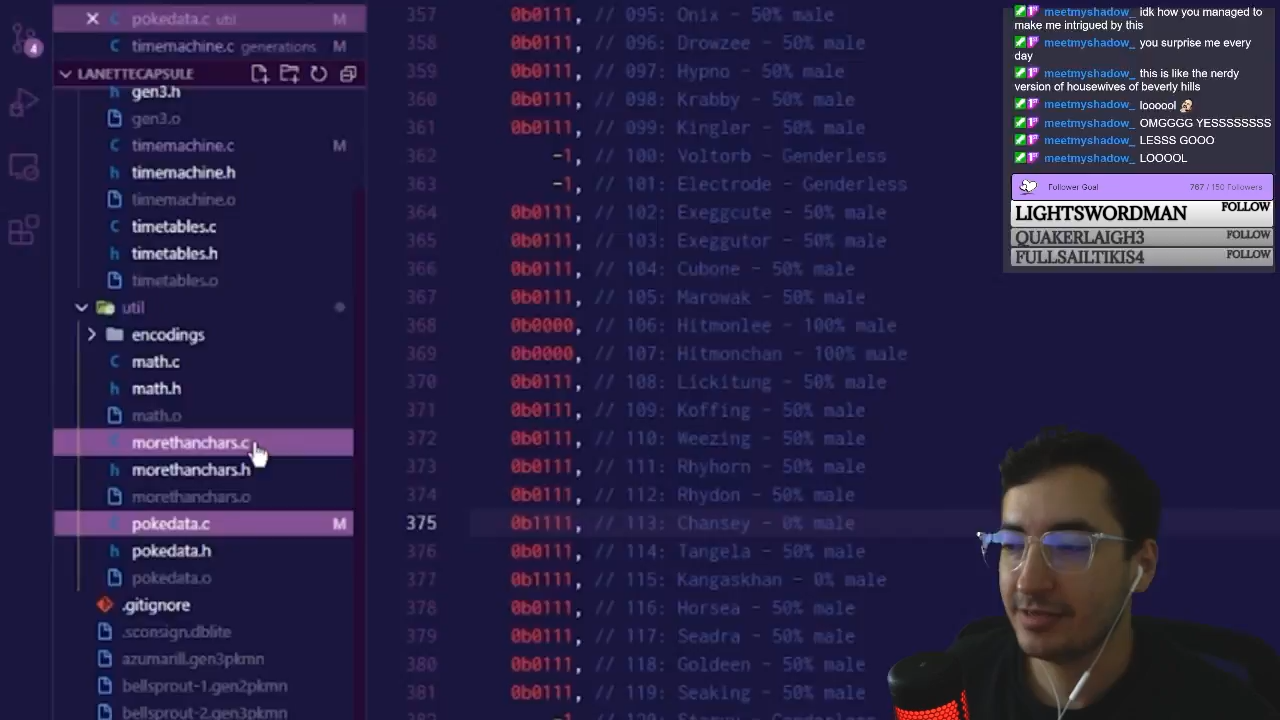 4
pokedata.c util M
timemachine.c generations M
LANETTECAPSULE
gen3.h
gen3.o
timemachine.c M
timemachine.h
timemachine.o
timetables.c
timetables.h
timetables.o
util
encodings
math.c
math.h
math.o
morethanchars.c
morethanchars.h
morethanchars.o
pokedata.c M
pokedata.h
pokedata.o
.gitignore
.sconsign.dblite
azumarill.gen3pkmn
bellsprout-1.gen2pkmn
bellsprout-2.gen3pkmn
357 0b0111, // 095: Onix - 50% male
358 0b0111, // 096: Drowzee - 50% male
359 0b0111, // 097: Hypno - 50% male
360 0b0111, // 098: Krabby - 50% male
361 0b0111, // 099: Kingler - 50% male
362 -1, // 100: Voltorb - Genderless
363 -1, // 101: Electrode - Genderless
364 0b0111, // 102: Exeggcute - 50% male
365 0b0111, // 103: Exeggutor - 50% male
366 0b0111, // 104: Cubone - 50% male
367 0b0111, // 105: Marowak - 50% male
368 0b0000, // 106: Hitmonlee - 100% male
369 0b0000, // 107: Hitmonchan - 100% male
370 0b0111, // 108: Lickitung - 50% male
371 0b0111, // 109: Koffing - 50% male
372 0b0111, // 110: Weezing - 50% male
373 0b0111, // 111: Rhyhorn - 50% male
374 0b0111, // 112: Rhydon - 50% male
375 0b1111, // 113: Chansey - 0% male
376 0b0111, // 114: Tangela - 50% male
377 0b1111, // 115: Kangaskhan - 0% male
378 0b0111, // 116: Horsea - 50% male
379 0b0111, // 117: Seadra - 50% male
380 0b0111, // 118: Goldeen - 50% male
381 0b0111, // 119: Seaking - 50% male
meetmyshadow_ idk how you managed to
make me intrigued by this
meetmyshadow_ you surprise me every
day
meetmyshadow_ this is like the nerdy
version of housewives of beverly hills
meetmyshadow_ looool
meetmyshadow_ OMGGGG YESSSSSSSS
meetmyshadow_ LESSS GOOO
meetmyshadow_ LOOOL
Follower Goal 767 / 150 Followers
LIGHTSWORDMAN FOLLOW
QUAKERLAIGH3 FOLLOW
FULLSAILTIKIS4 FOLLOW